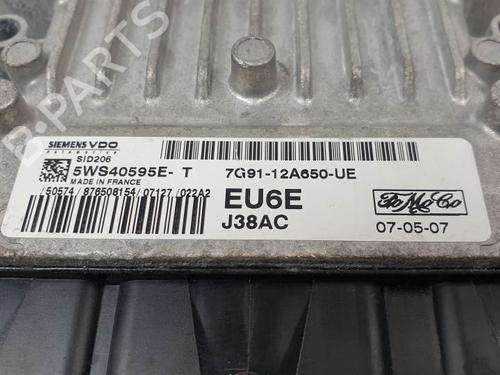 B-PARTS
SIEMENS VDO
Automotive
SID206
5WS40595E- T
7G91-12A650-UE
MADE IN FRANCE
/50574 / 876508154 / 07127 /022A2
EU6E
J38AC
FoMoCo
07-05-07